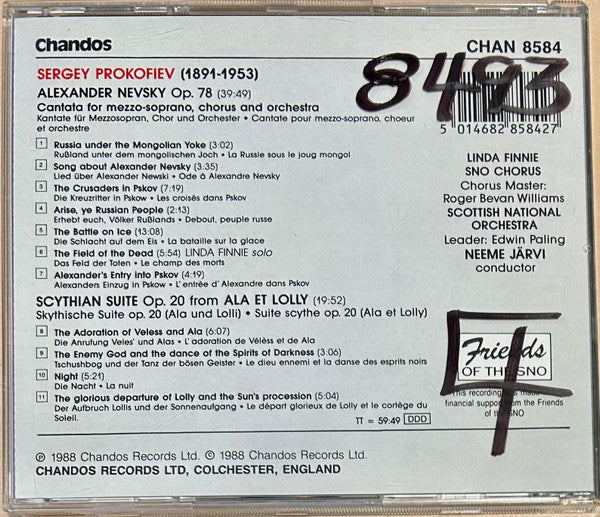 Chandos
CHAN 8584
SERGEY PROKOFIEV (1891-1953)
8493
ALEXANDER NEVSKY Op. 78 (39:49)
Cantata for mezzo-soprano, chorus and orchestra
Kantate für Mezzosopran, Chor und Orchester • Cantate pour mezzo-soprano, choeur
et orchestre
5 014682 858427
1 Russia under the Mongolian Yoke (3:02)
Rußland unter dem mongolischen Joch • La Russie sous le joug mongol
2 Song about Alexander Nevsky (3:35)
Lied über Alexander Newski • Ode à Alexandre Nevsky
3 The Crusaders in Pskov (7:19)
Die Kreuzritter in Pskow • Les croisés dans Pskov
4 Arise, ye Russian People (2:13)
Erhebt euch, Völker Rußlands • Debout, peuple russe
5 The Battle on Ice (13:08)
Die Schlacht auf dem Eis • La bataille sur la glace
6 The Field of the Dead (5:54) LINDA FINNIE solo
Das Feld der Toten • Le champ des morts
7 Alexander's Entry into Pskov (4:19)
Alexanders Einzug in Pskow • L'entrée d'Alexandre dans Pskov
LINDA FINNIE
SNO CHORUS
Chorus Master:
Roger Bevan Williams
SCOTTISH NATIONAL
ORCHESTRA
Leader: Edwin Paling
NEEME JÄRVI
conductor
SCYTHIAN SUITE Op. 20 from ALA ET LOLLY (19:52)
Skythische Suite op. 20 (Ala und Lolli) • Suite scythe op. 20 (Ala et Lolly)
8 The Adoration of Veless and Ala (6:07)
Die Anrufung Veles' und Alas • L'adoration de Véless et de Ala
9 The Enemy God and the dance of the Spirits of Darkness (3:06)
Tschushbog und der Tanz der bösen Geister • Le dieu ennemi et la danse des esprits noirs
10 Night (5:21)
Die Nacht • La nuit
11 The glorious departure of Lolly and the Sun's procession (5:04)
Der Aufbruch Lollis und der Sonnenaufgang • Le départ glorieux de Lolly et le cortège du
Soleil.
TT = 59:49 DDD
Friends
OF THE SNO
This recording is made
financial support from the Friends
of the SNO
℗ 1988 Chandos Records Ltd. © 1988 Chandos Records Ltd.
CHANDOS RECORDS LTD, COLCHESTER, ENGLAND